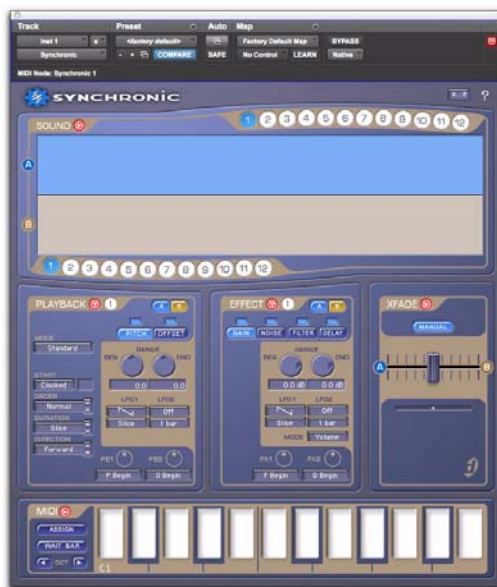 Track Preset Auto Map
Inst 1 a <factory default> Factory Default Map BYPASS
Synchronic - + COMPARE SAFE No Control LEARN Native
MIDI Node: Synchronic 1
SYNCHRONIC ?
SOUND 1 2 3 4 5 6 7 8 9 10 11 12
A
B
1 2 3 4 5 6 7 8 9 10 11 12
PLAYBACK 1 A B
PITCH OFFSET
MODE
Standard
RANGE
BEG END
START
Clocked
0.0 0.0
ORDER
Normal
LFO1 LFO2
Off
DURATION
Slice
Slice 1 bar
DIRECTION
Forward
PB1 PB2
P Begin O Begin
EFFECT 1 A B
GAIN NOISE FILTER DELAY
RANGE
BEG END
0.0 dB 0.0 dB
LFO1 LFO2
Off
Slice 1 bar
MODE Volume
FX1 FX2
P Begin O Begin
XFADE
MANUAL
A B
MIDI
ASSIGN
WAIT BAR
OCT
C1